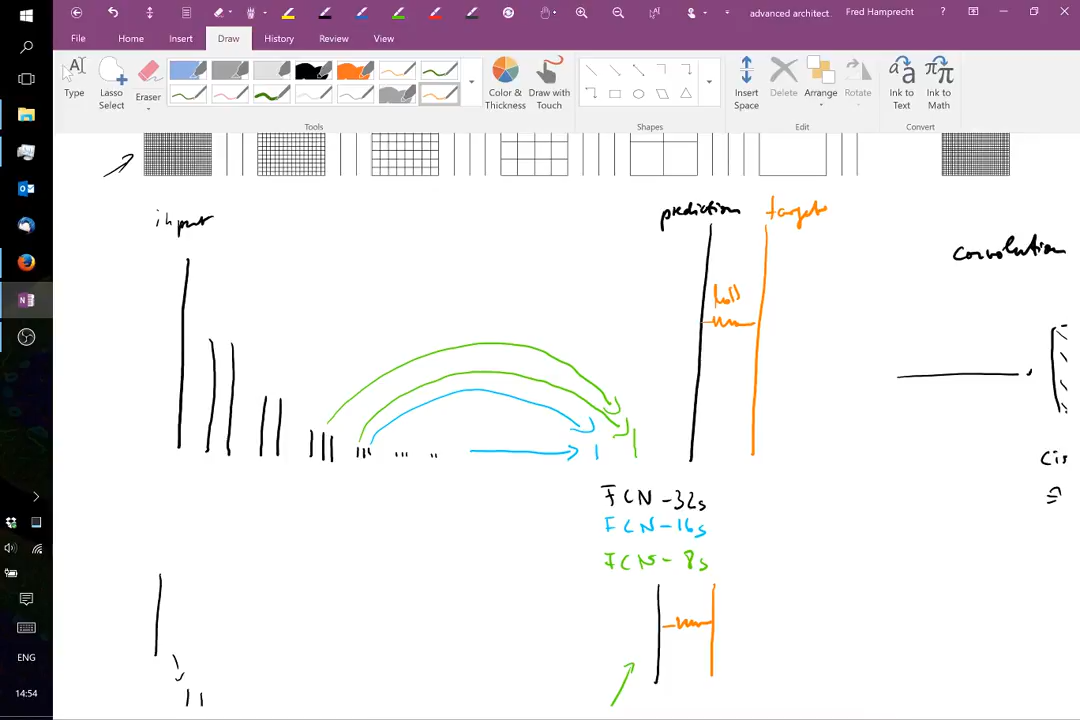 advanced architect.
Fred Hamprecht
?
File
Home
Insert
Draw
History
Review
View
Type
Lasso Select
Eraser
Color & Thickness
Draw with Touch
Insert Space
Delete
Arrange
Rotate
Ink to Text
Ink to Math
Tools
Shapes
Edit
Convert
input
prediction
target
convolution
loss
FCN-32s
FCN-16s
FCN-8s
ENG
14:54